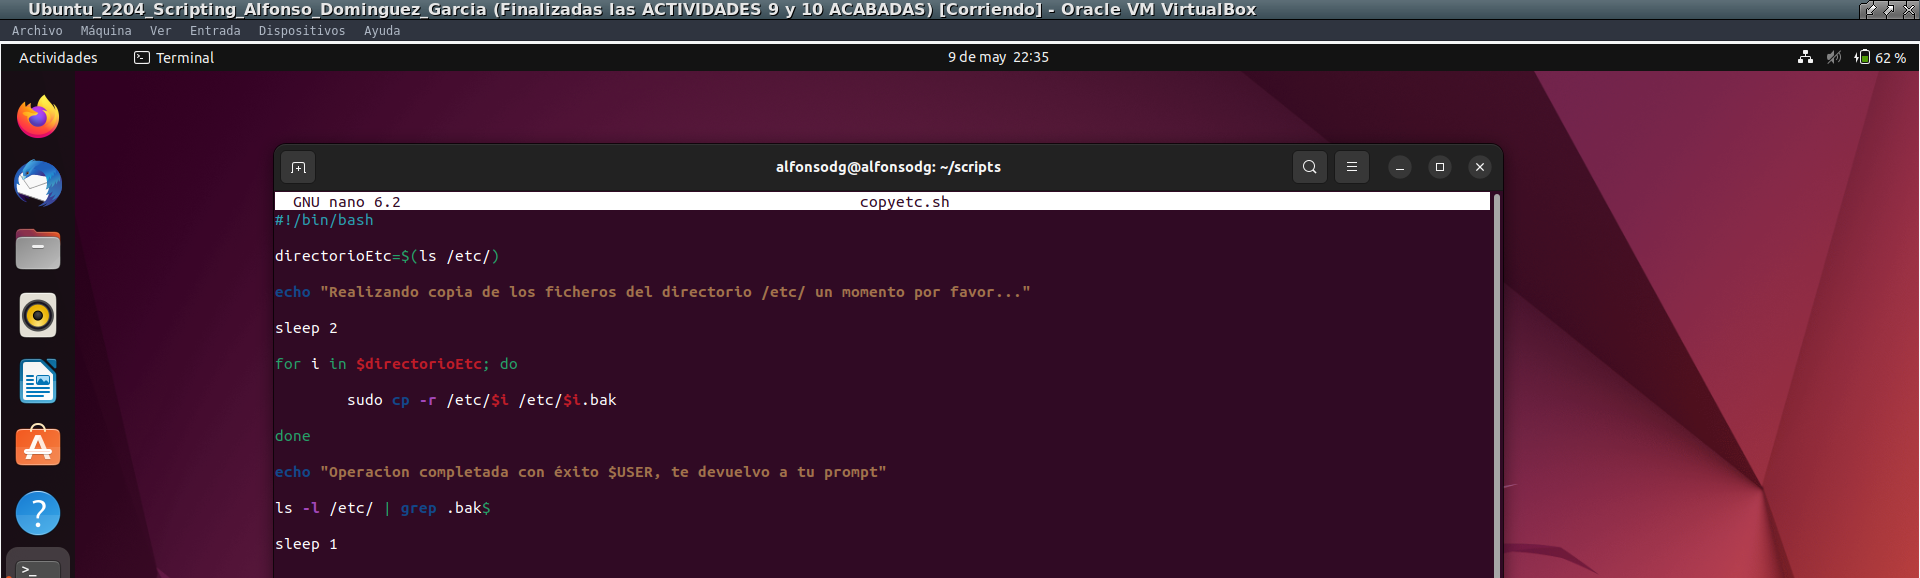 Ubuntu_2204_Scripting_Alfonso_Dominguez_Garcia (Finalizadas las ACTIVIDADES 9 y 10 ACABADAS) [Corriendo] - Oracle VM VirtualBox
Archivo Máquina Ver Entrada Dispositivos Ayuda
Actividades Terminal 9 de may 22:35 62 %
alfonsodg@alfonsodg: ~/scripts
GNU nano 6.2 copyetc.sh
#!/bin/bash
directorioEtc=$(ls /etc/)
echo "Realizando copia de los ficheros del directorio /etc/ un momento por favor..."
sleep 2
for i in $directorioEtc; do
sudo cp -r /etc/$i /etc/$i.bak
done
echo "Operacion completada con éxito $USER, te devuelvo a tu prompt"
ls -l /etc/ | grep .bak$
sleep 1